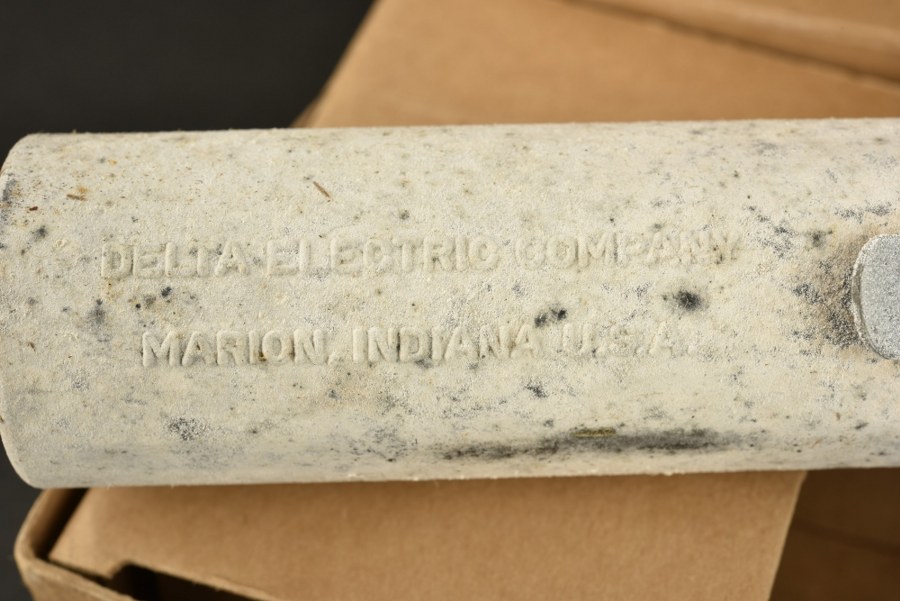 DELTA ELECTRIC COMPANY
MARION, INDIANA U.S.A.